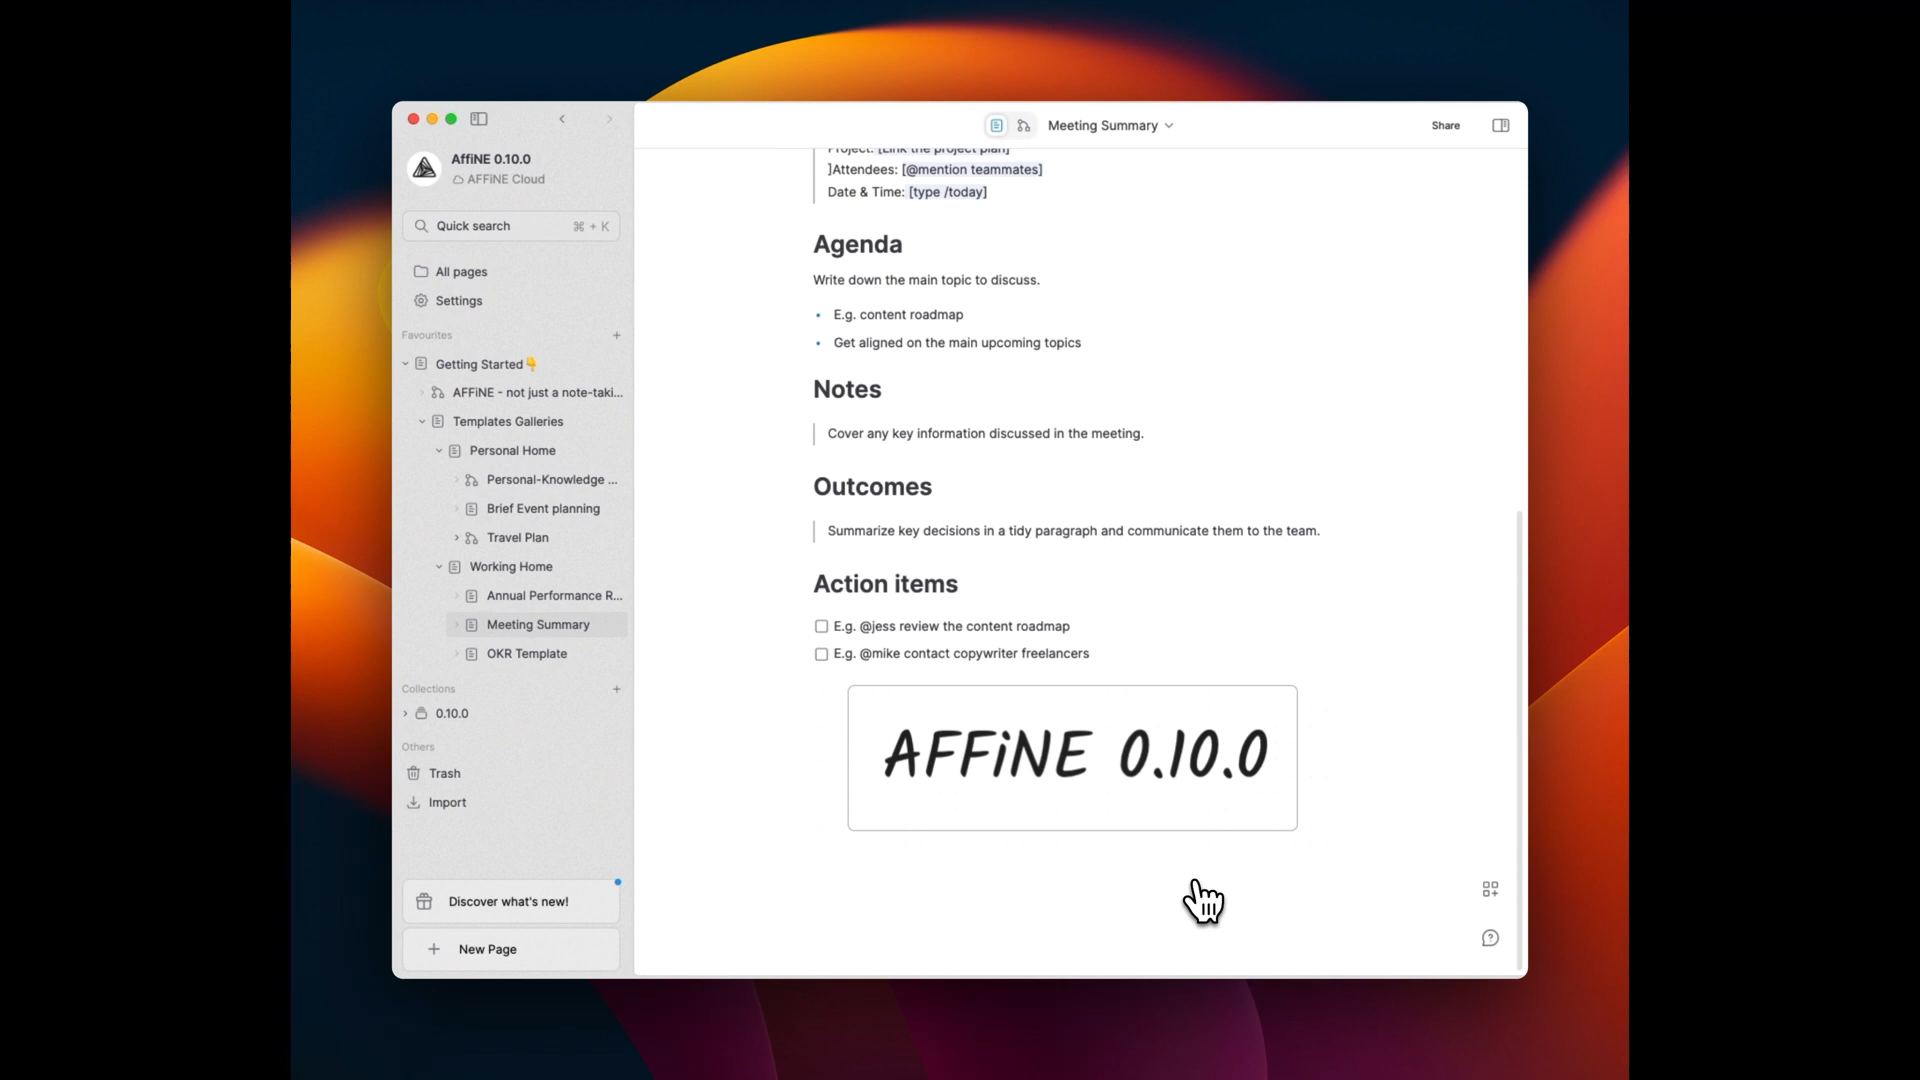 AffiNE 0.10.0
AFFiNE Cloud
Quick search ⌘ + K
All pages
Settings
Favourites
Getting Started👇
AFFiNE - not just a note-taki...
Templates Galleries
Personal Home
Personal-Knowledge ...
Brief Event planning
Travel Plan
Working Home
Annual Performance R...
Meeting Summary
OKR Template
Collections
0.10.0
Others
Trash
Import
Discover what's new!
New Page
Meeting Summary
Share
Project: [Link the project plan]
]Attendees: [@mention teammates]
Date & Time: [type /today]
Agenda
Write down the main topic to discuss.
• E.g. content roadmap
• Get aligned on the main upcoming topics
Notes
Cover any key information discussed in the meeting.
Outcomes
Summarize key decisions in a tidy paragraph and communicate them to the team.
Action items
E.g. @jess review the content roadmap
E.g. @mike contact copywriter freelancers
AFFiNE 0.10.0